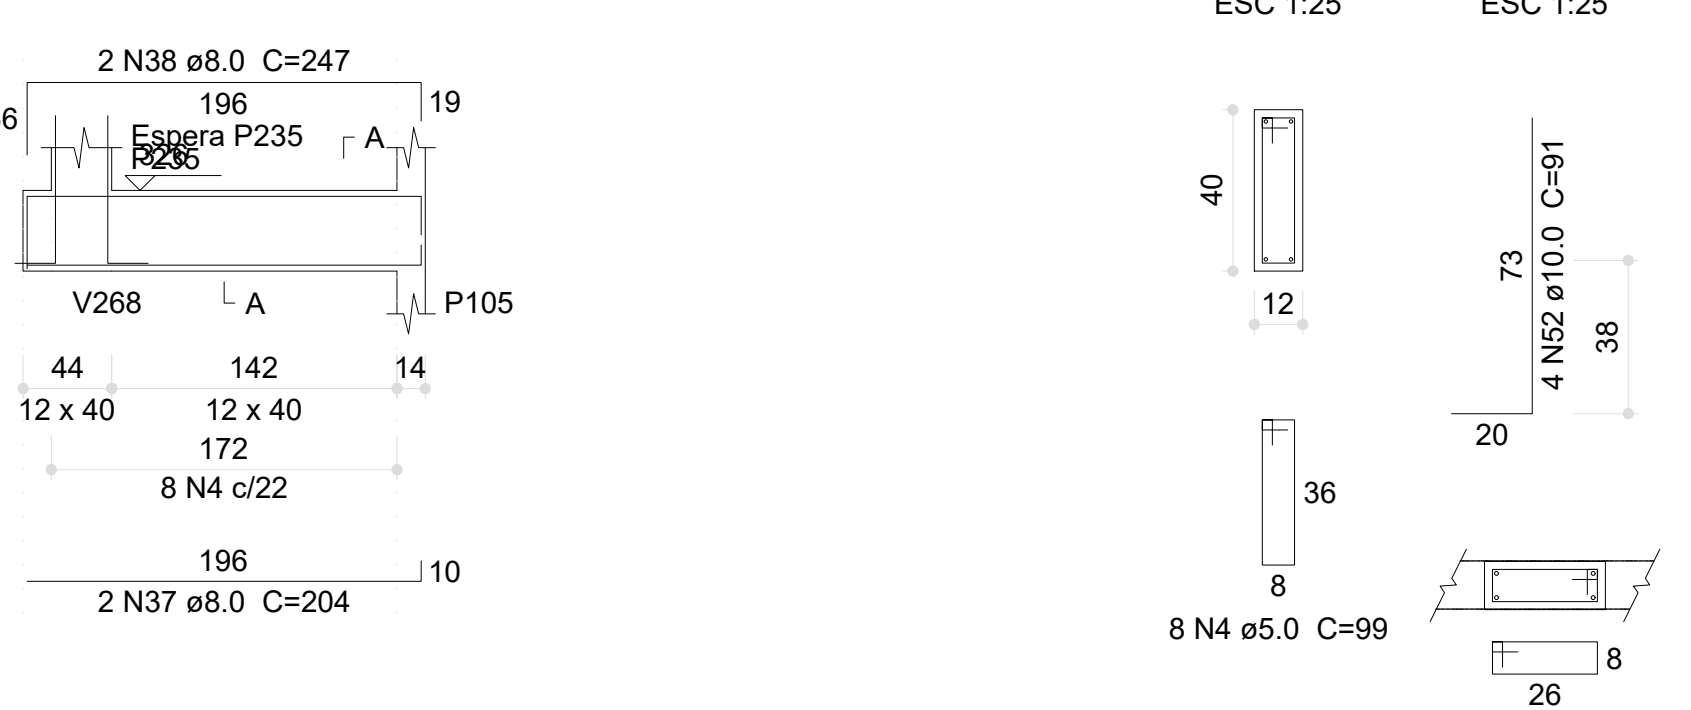 ESC 1:25
ESC 1:25
2 N38 ø8.0 C=247
196
19
6
Espera P235
P235
A
40
12
73
4 N52 ø10.0 C=91
38
20
V268
A
P105
44
142
14
12 x 40
12 x 40
172
8 N4 c/22
196
10
2 N37 ø8.0 C=204
36
8
8 N4 ø5.0 C=99
8
26